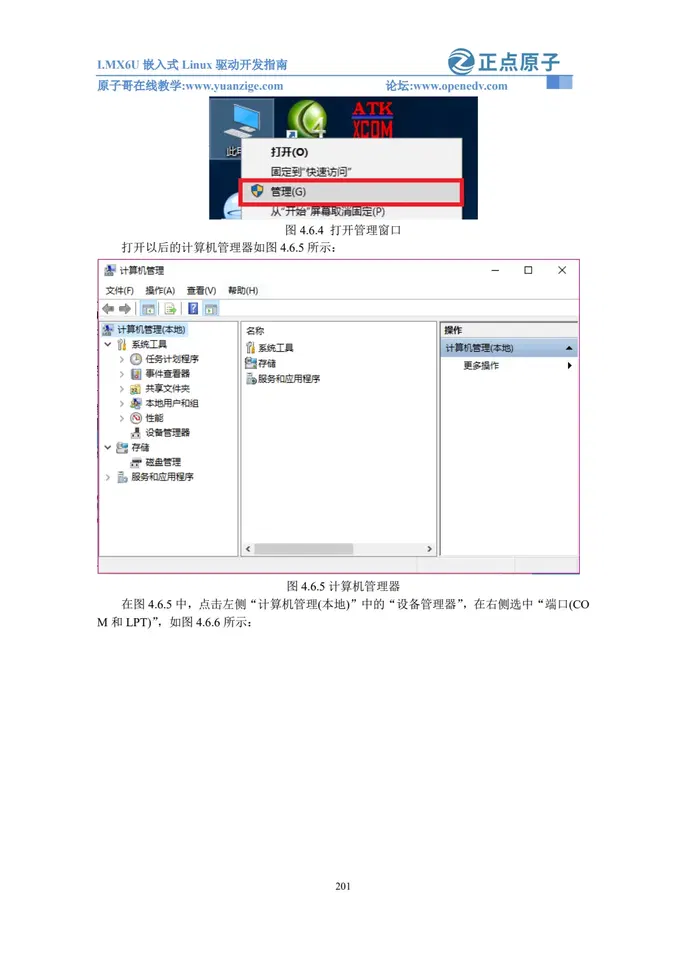 I.MX6U 嵌入式 Linux 驱动开发指南
正点原子
原子哥在线教学:www.yuanzige.com 论坛:www.openedv.com
ATK
XCOM
4
打开(O)
固定到"快速访问"
管理(G)
从"开始"屏幕取消固定(P)
图 4.6.4 打开管理窗口
打开以后的计算机管理器如图 4.6.5 所示：
计算机管理
文件(F) 操作(A) 查看(V) 帮助(H)
计算机管理(本地)
系统工具
任务计划程序
事件查看器
共享文件夹
本地用户和组
性能
设备管理器
存储
磁盘管理
服务和应用程序
名称
系统工具
存储
服务和应用程序
操作
计算机管理(本地)
更多操作
图 4.6.5 计算机管理器
在图 4.6.5 中，点击左侧“计算机管理(本地)”中的“设备管理器”，在右侧选中“端口(CO
M 和 LPT)”，如图 4.6.6 所示：
201